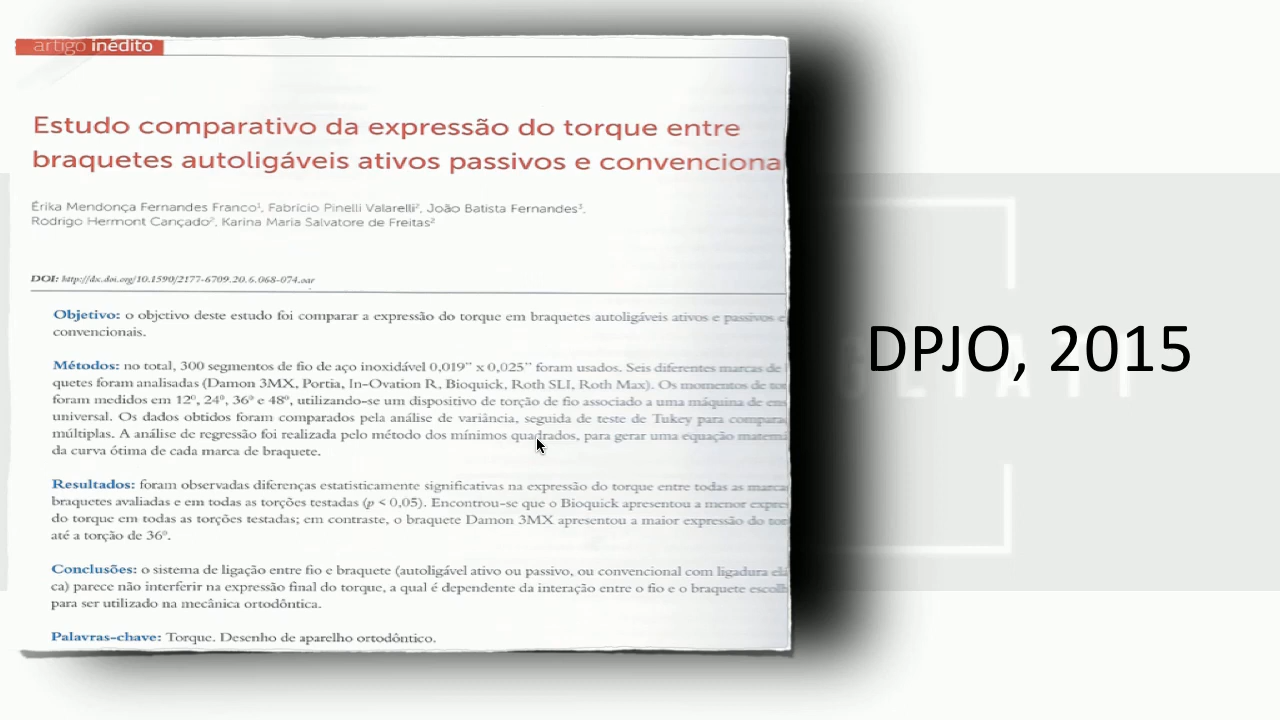 artigo inédito
Estudo comparativo da expressão do torque entre
braquetes autoligáveis ativos passivos e convenciona
Érika Mendonça Fernandes Franco¹, Fabrício Pinelli Valarelli², João Batista Fernandes³,
Rodrigo Hermont Cançado², Karina Maria Salvatore de Freitas²
DOI: http://dx.doi.org/10.1590/2177-6709.20.6.068-074.oar
Objetivo: o objetivo deste estudo foi comparar a expressão do torque em braquetes autoligáveis ativos e passivos e
convencionais.
Métodos: no total, 300 segmentos de fio de aço inoxidável 0,019” x 0,025” foram usados. Seis diferentes marcas de
quetes foram analisadas (Damon 3MX, Portia, In-Ovation R, Bioquick, Roth SLI, Roth Max). Os momentos de tor
foram medidos em 12º, 24º, 36º e 48º, utilizando-se um dispositivo de torção de fio associado a uma máquina de en
universal. Os dados obtidos foram comparados pela análise de variância, seguida de teste de Tukey para compara
múltiplas. A análise de regressão foi realizada pelo método dos mínimos quadrados, para gerar uma equação matemá
da curva ótima de cada marca de braquete.
Resultados: foram observadas diferenças estatisticamente significativas na expressão do torque entre todas as marca
braquetes avaliadas e em todas as torções testadas (p < 0,05). Encontrou-se que o Bioquick apresentou a menor expre
do torque em todas as torções testadas; em contraste, o braquete Damon 3MX apresentou a maior expressão do tor
até a torção de 36º.
Conclusões: o sistema de ligação entre fio e braquete (autoligável ativo ou passivo, ou convencional com ligadura el
ca) parece não interferir na expressão final do torque, a qual é dependente da interação entre o fio e o braquete escol
para ser utilizado na mecânica ortodôntica.
Palavras-chave: Torque. Desenho de aparelho ortodôntico.
DPJO, 2015